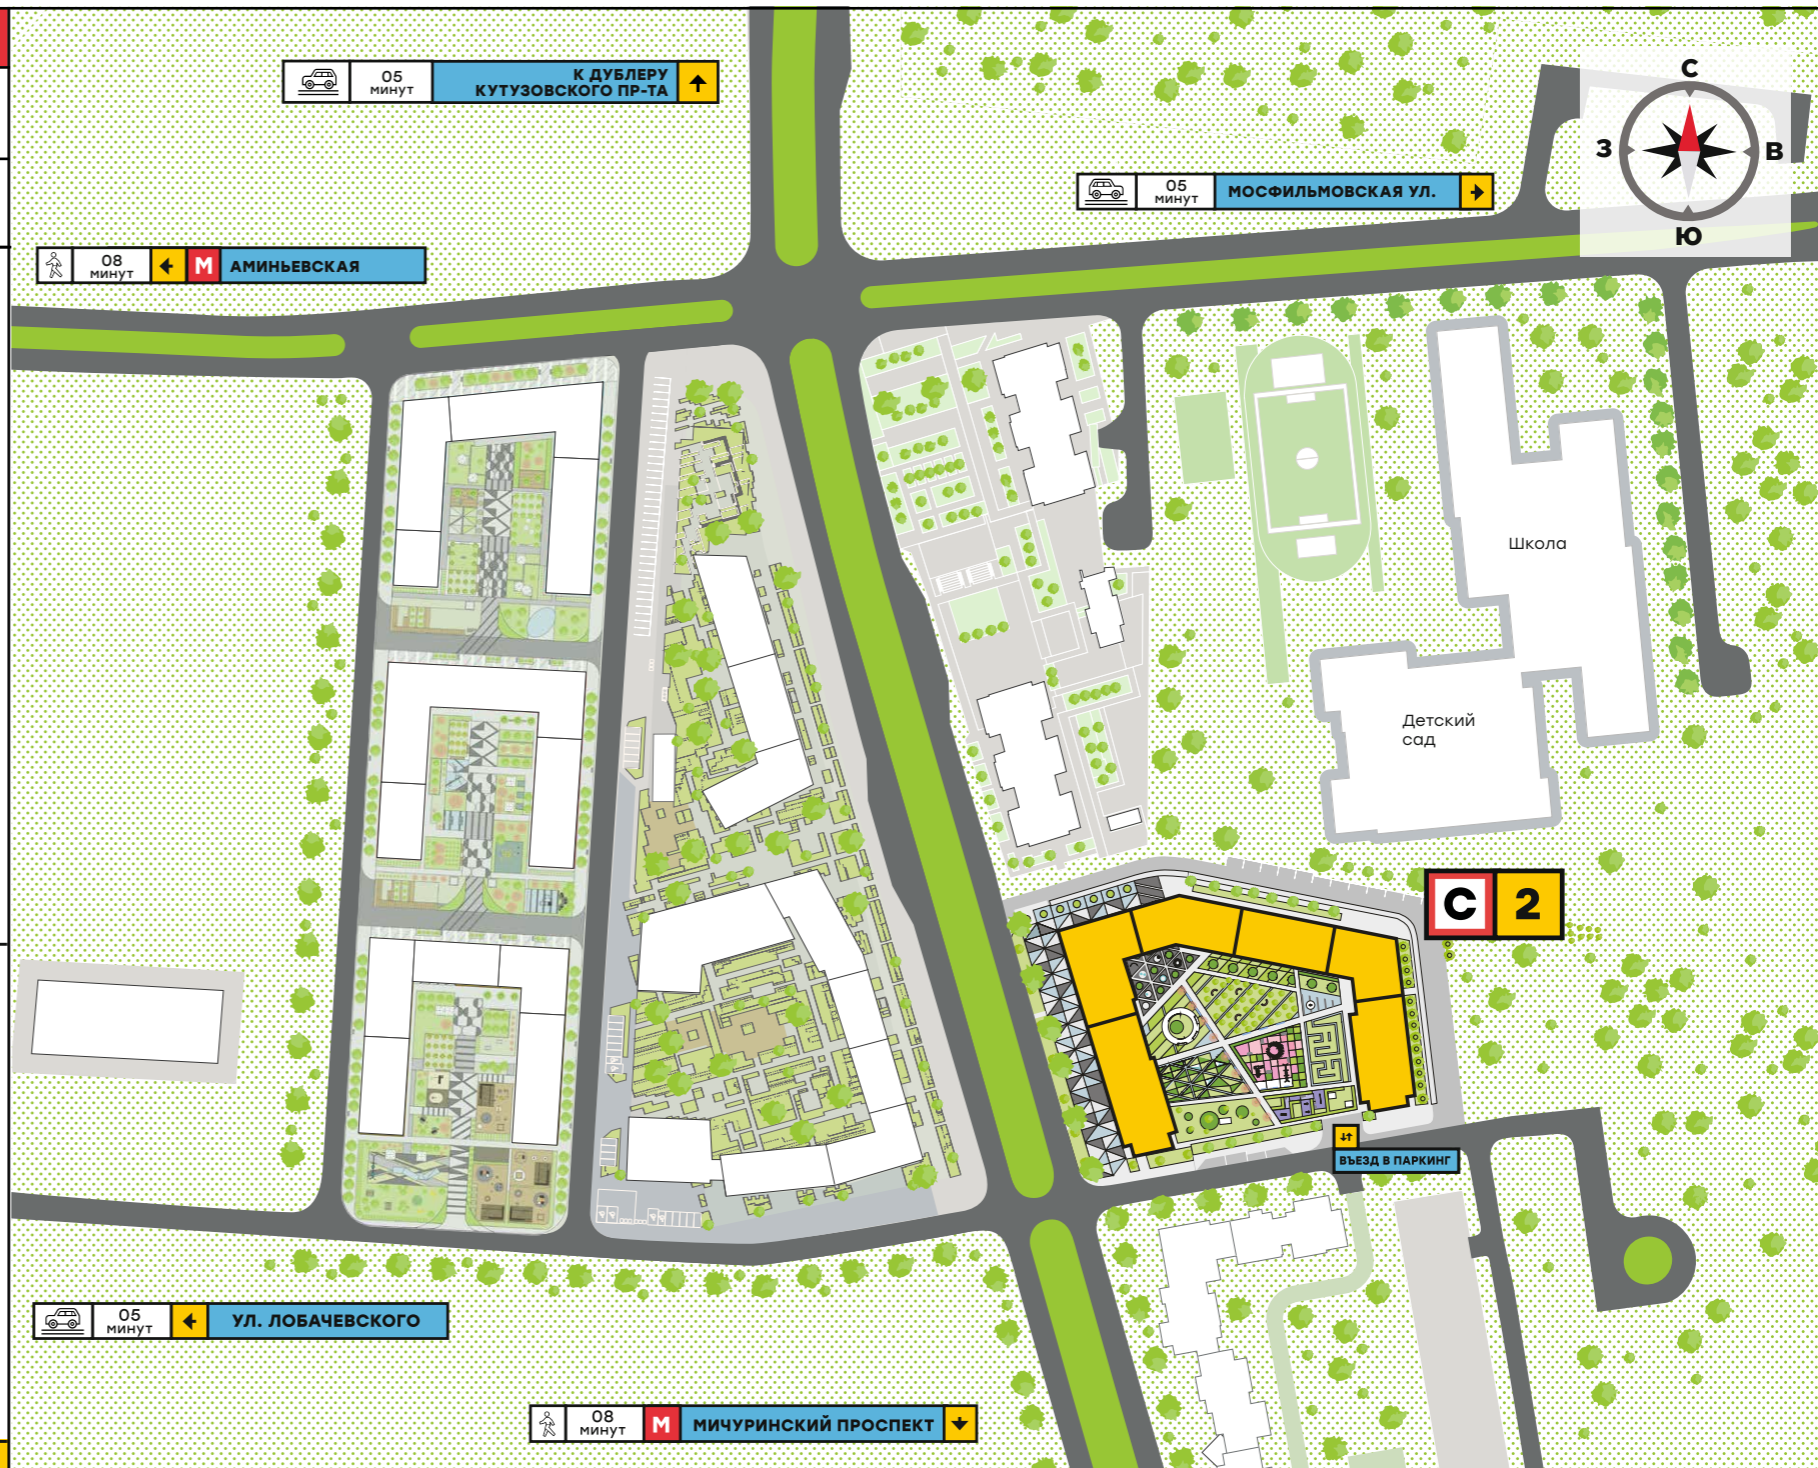 05
минут
К ДУБЛЕРУ
КУТУЗОВСКОГО ПР-ТА
С
З
В
Ю
05
минут
МОСФИЛЬМОВСКАЯ УЛ.
08
минут
М
АМИНЬЕВСКАЯ
Школа
Детский
сад
С 2
ВЪЕЗД В ПАРКИНГ
05
минут
УЛ. ЛОБАЧЕВСКОГО
08
минут
М
МИЧУРИНСКИЙ ПРОСПЕКТ